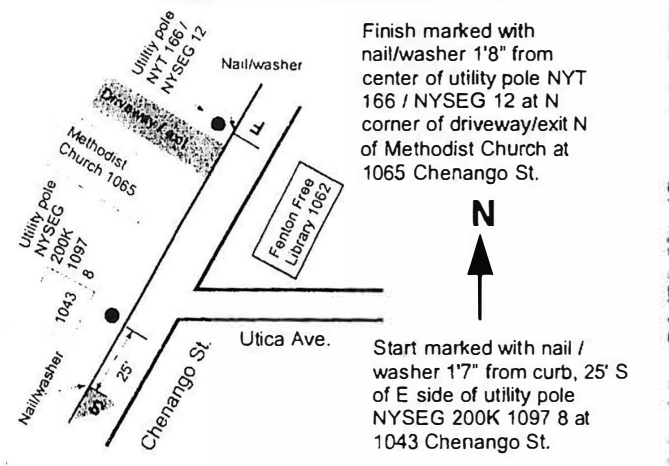 Utility pole
NYT 166 /
NYSEG 12
Nail/washer
Driveway / exit
F
Methodist
Church 1065
Fenton Free
Library 1062
Utility pole
NYSEG
200K
1097
8
1043
Nail/washer
25'
S
Chenango St.
Utica Ave.
Finish marked with
nail/washer 1'8" from
center of utility pole NYT
166 / NYSEG 12 at N
corner of driveway/exit N
of Methodist Church at
1065 Chenango St.
N
Start marked with nail /
washer 1'7" from curb, 25' S
of E side of utility pole
NYSEG 200K 1097 8 at
1043 Chenango St.